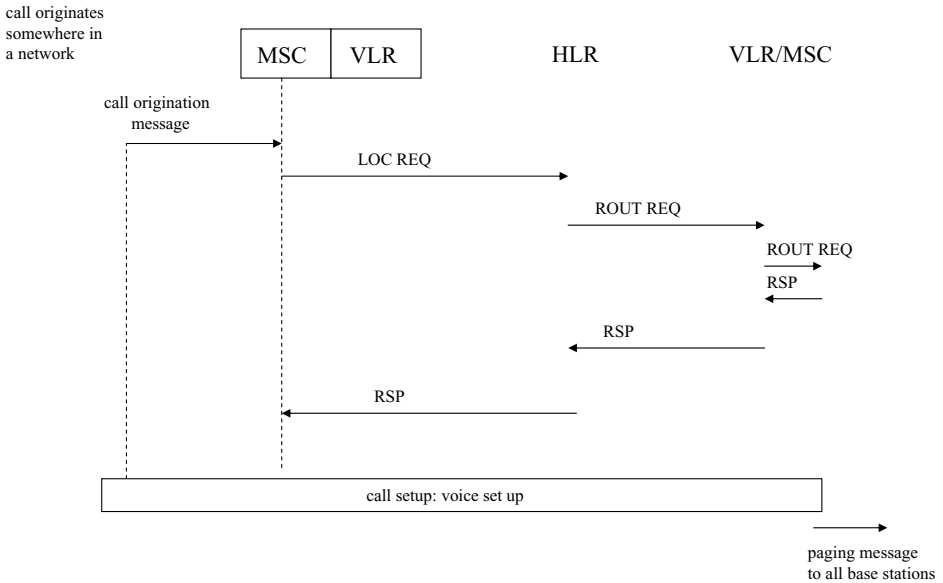 call originates
somewhere in
a network
MSC
VLR
HLR
VLR/MSC
call origination
message
LOC REQ
ROUT REQ
ROUT REQ
RSP
RSP
RSP
call setup: voice set up
paging message
to all base stations